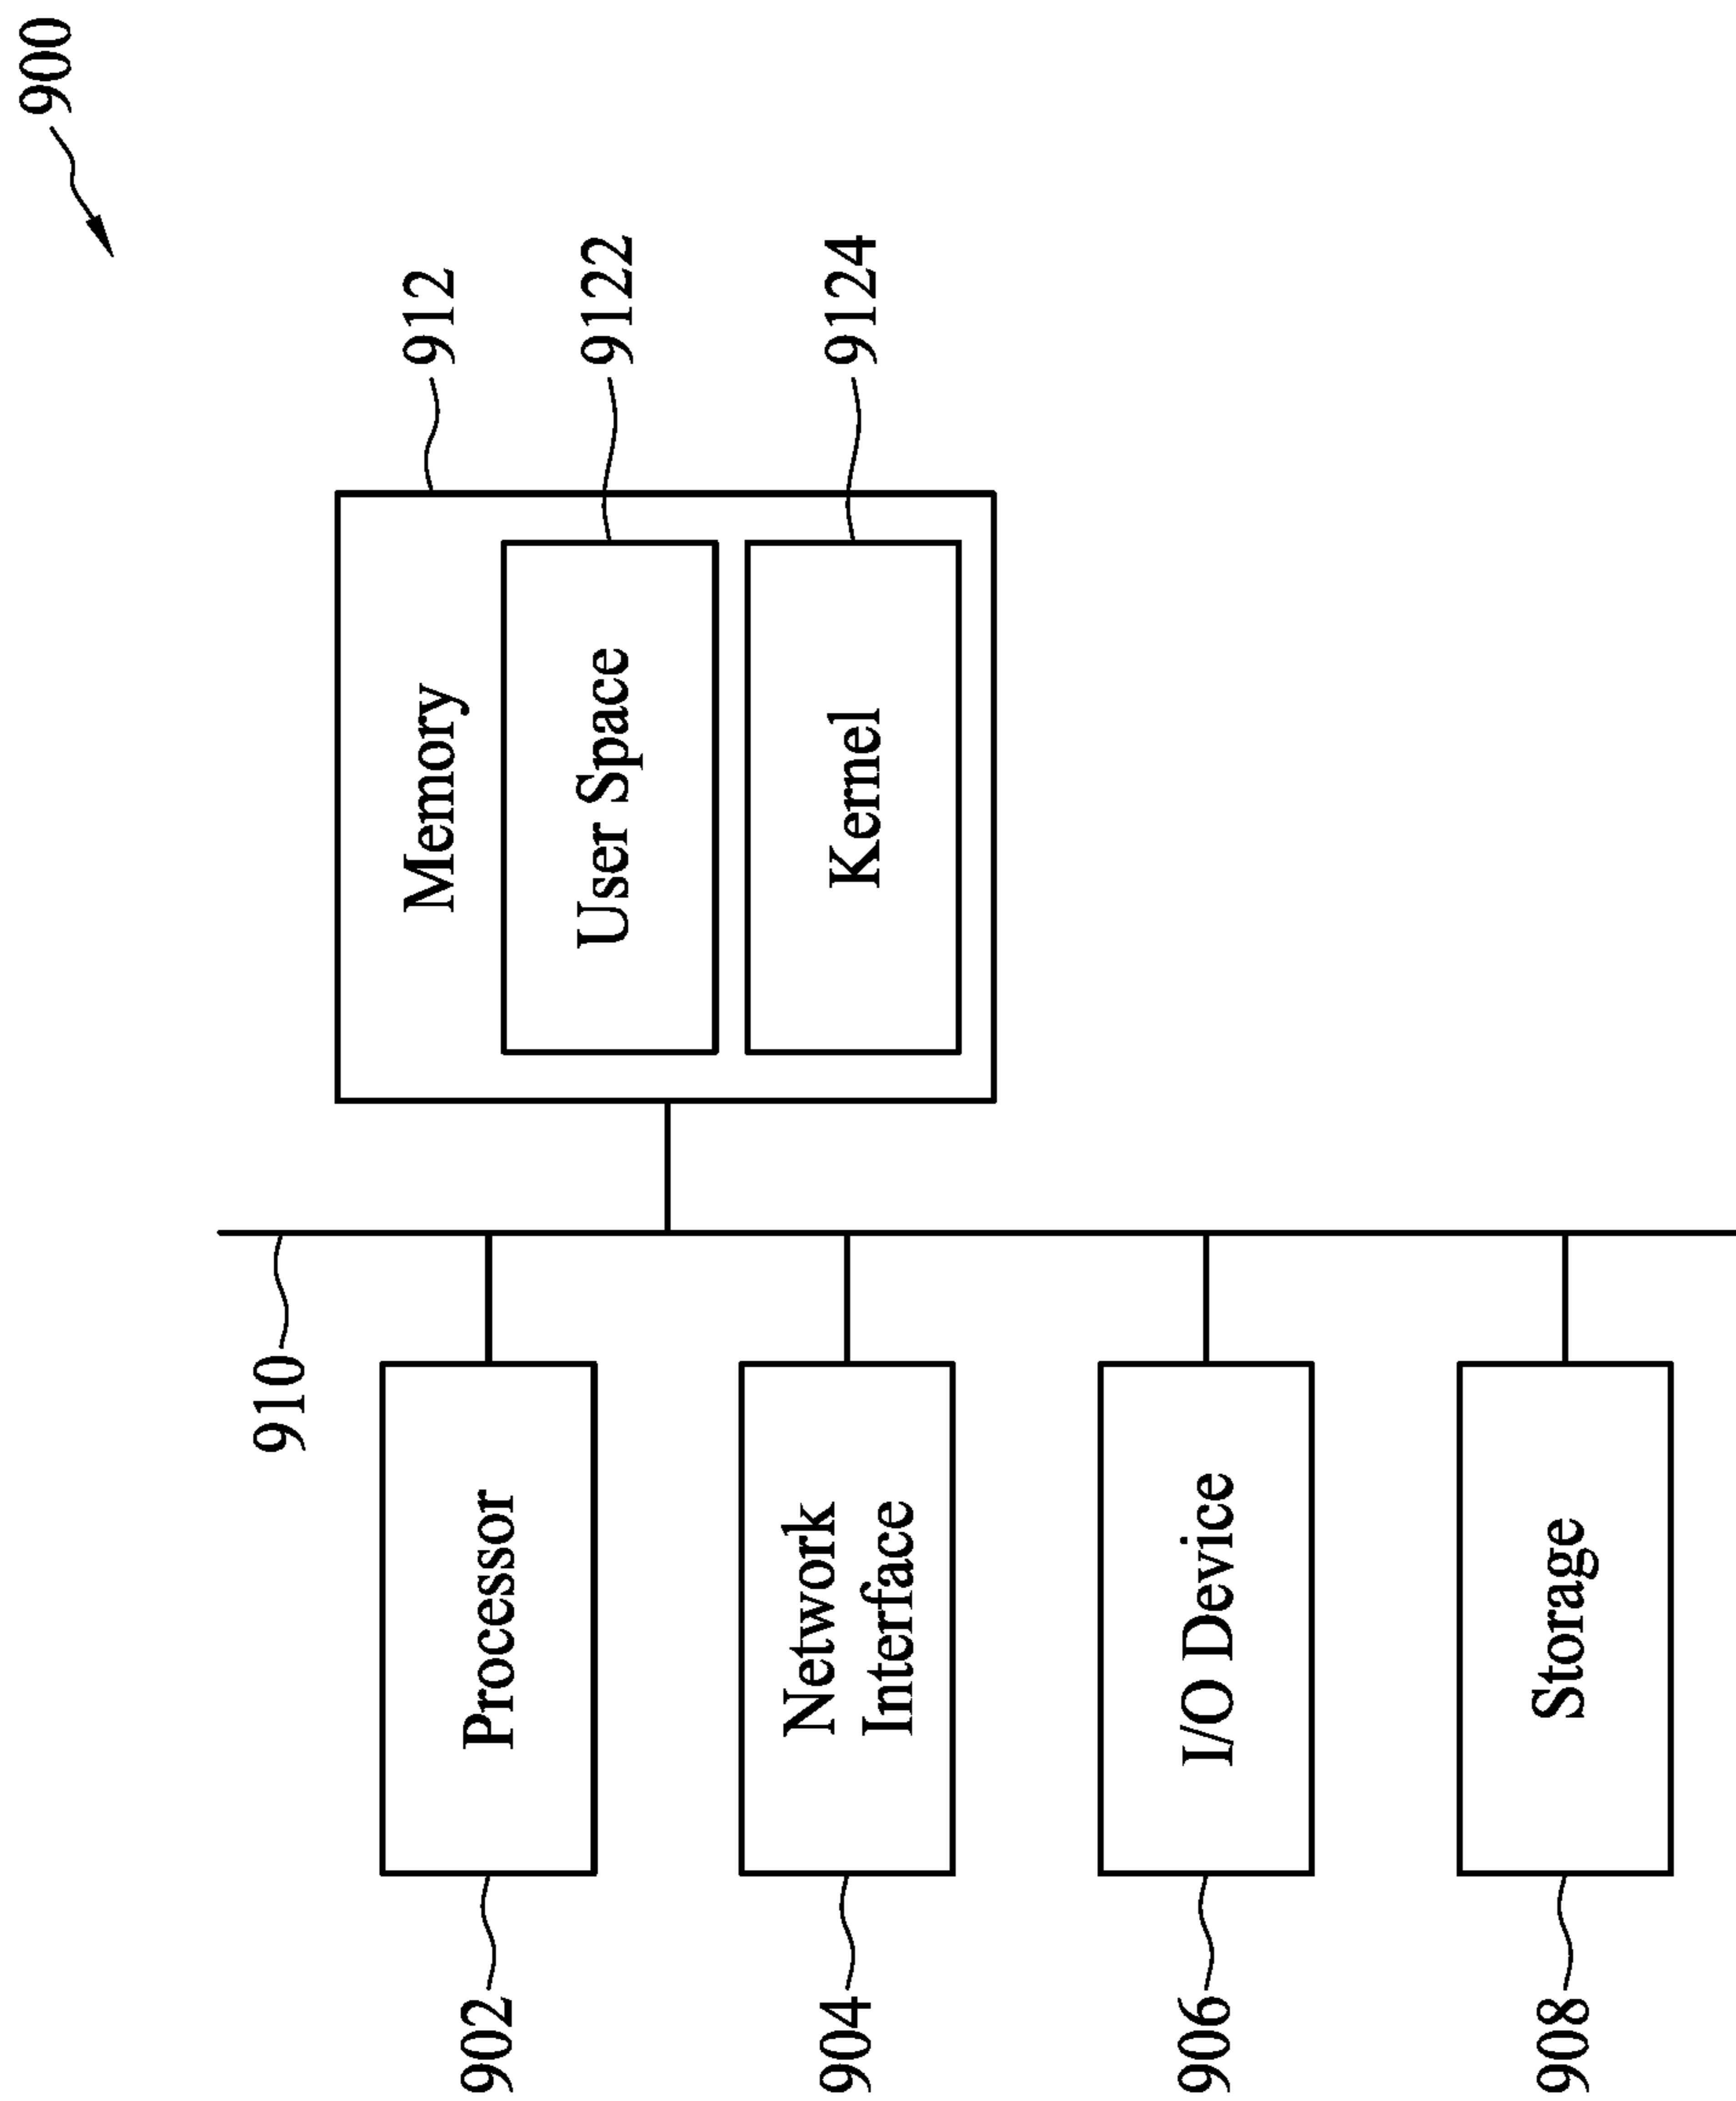 900
902
Processor
910
Memory
912
User Space
9122
904
Network
Interface
Kernel
9124
906
I/O Device
908
Storage